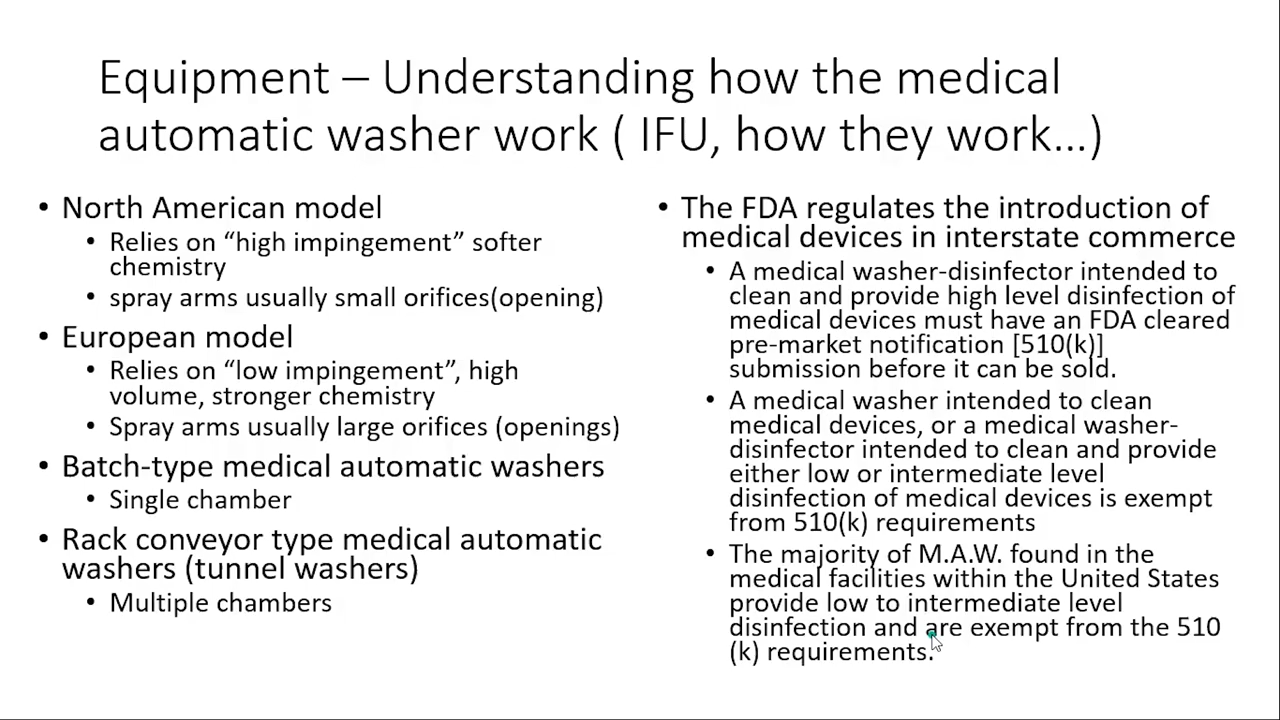 Equipment – Understanding how the medical
automatic washer work ( IFU, how they work...)
• North American model
• Relies on “high impingement” softer
chemistry
• spray arms usually small orifices(opening)
• European model
• Relies on “low impingement”, high
volume, stronger chemistry
• Spray arms usually large orifices (openings)
• Batch-type medical automatic washers
• Single chamber
• Rack conveyor type medical automatic
washers (tunnel washers)
• Multiple chambers
• The FDA regulates the introduction of
medical devices in interstate commerce
• A medical washer-disinfector intended to
clean and provide high level disinfection of
medical devices must have an FDA cleared
pre-market notification [510(k)]
submission before it can be sold.
• A medical washer intended to clean
medical devices, or a medical washer-
disinfector intended to clean and provide
either low or intermediate level
disinfection of medical devices is exempt
from 510(k) requirements
• The majority of M.A.W. found in the
medical facilities within the United States
provide low to intermediate level
disinfection and are exempt from the 510
(k) requirements.